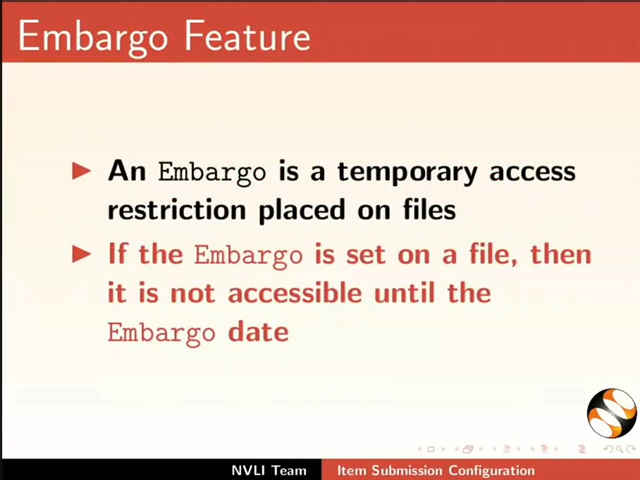 Embargo Feature
An Embargo is a temporary access
restriction placed on files
If the Embargo is set on a file, then
it is not accessible until the
Embargo date
NVLI Team
Item Submission Configuration